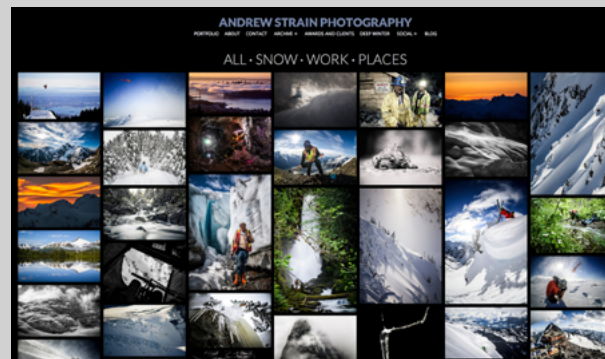 ANDREW STRAIN PHOTOGRAPHY
PORTFOLIO ABOUT CONTACT ARCHIVE + AWARDS AND CLIENTS DEEP WINTER SOCIAL + BLOG
ALL • SNOW • WORK • PLACES